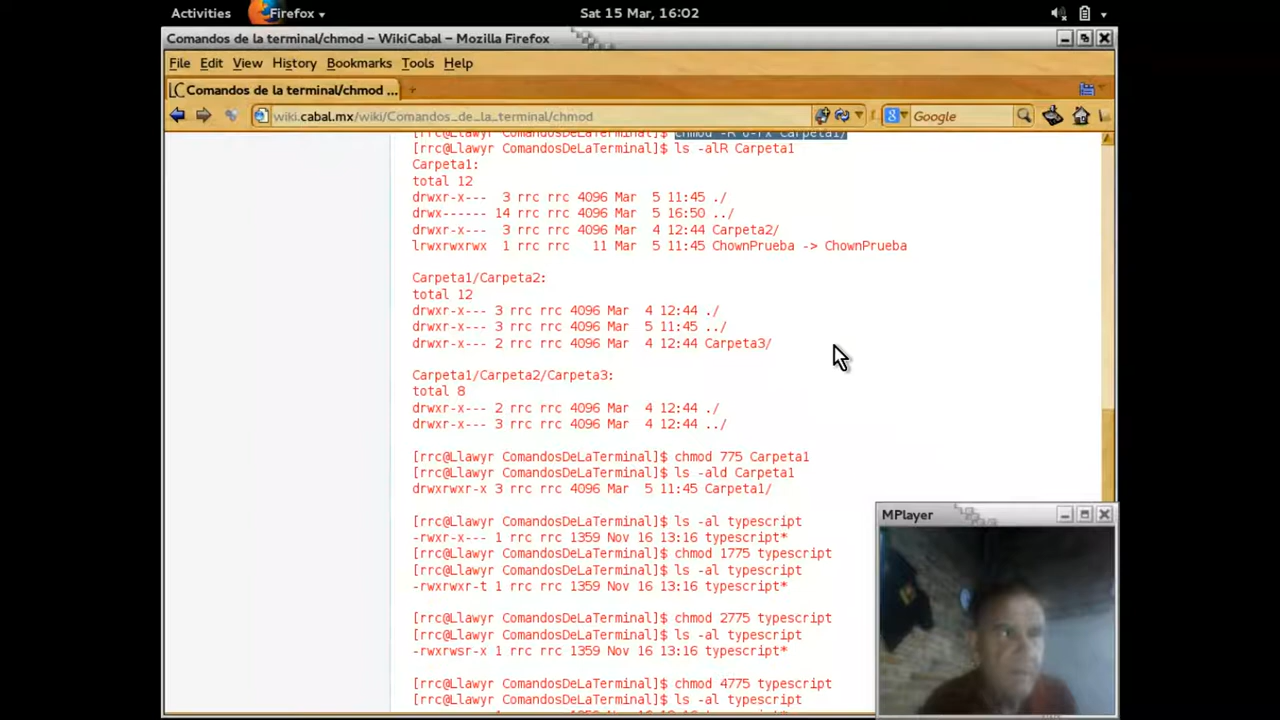 Activities Firefox Sat 15 Mar, 16:02
Comandos de la terminal/chmod – WikiCabal – Mozilla Firefox
File Edit View History Bookmarks Tools Help
LC Comandos de la terminal/chmod ...
wiki.cabal.mx/wiki/Comandos_de_la_terminal/chmod 8 Google
[rrc@Llawyr ComandosDeLaTerminal]$ chmod -R o-rx Carpeta1/
[rrc@Llawyr ComandosDeLaTerminal]$ ls -alR Carpeta1
Carpeta1:
total 12
drwxr-x--- 3 rrc rrc 4096 Mar 5 11:45 ./
drwx------ 14 rrc rrc 4096 Mar 5 16:50 ../
drwxr-x--- 3 rrc rrc 4096 Mar 4 12:44 Carpeta2/
lrwxrwxrwx 1 rrc rrc 11 Mar 5 11:45 ChownPrueba -> ChownPrueba
Carpeta1/Carpeta2:
total 12
drwxr-x--- 3 rrc rrc 4096 Mar 4 12:44 ./
drwxr-x--- 3 rrc rrc 4096 Mar 5 11:45 ../
drwxr-x--- 2 rrc rrc 4096 Mar 4 12:44 Carpeta3/
Carpeta1/Carpeta2/Carpeta3:
total 8
drwxr-x--- 2 rrc rrc 4096 Mar 4 12:44 ./
drwxr-x--- 3 rrc rrc 4096 Mar 4 12:44 ../
[rrc@Llawyr ComandosDeLaTerminal]$ chmod 775 Carpeta1
[rrc@Llawyr ComandosDeLaTerminal]$ ls -ald Carpeta1
drwxrwxr-x 3 rrc rrc 4096 Mar 5 11:45 Carpeta1/
[rrc@Llawyr ComandosDeLaTerminal]$ ls -al typescript
-rwxr-x--- 1 rrc rrc 1359 Nov 16 13:16 typescript*
[rrc@Llawyr ComandosDeLaTerminal]$ chmod 1775 typescript
[rrc@Llawyr ComandosDeLaTerminal]$ ls -al typescript
-rwxrwxr-t 1 rrc rrc 1359 Nov 16 13:16 typescript*
[rrc@Llawyr ComandosDeLaTerminal]$ chmod 2775 typescript
[rrc@Llawyr ComandosDeLaTerminal]$ ls -al typescript
-rwxrwsr-x 1 rrc rrc 1359 Nov 16 13:16 typescript*
[rrc@Llawyr ComandosDeLaTerminal]$ chmod 4775 typescript
[rrc@Llawyr ComandosDeLaTerminal]$ ls -al typescript
MPlayer